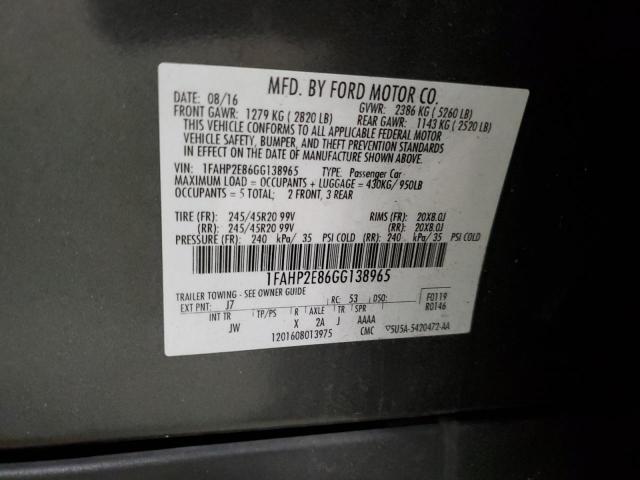 MFD. BY FORD MOTOR CO.
DATE: 08/16 GVWR: 2386 KG ( 5260 LB)
FRONT GAWR: 1279 KG ( 2820 LB) REAR GAWR: 1143 KG ( 2520 LB)
THIS VEHICLE CONFORMS TO ALL APPLICABLE FEDERAL MOTOR
VEHICLE SAFETY, BUMPER, AND THEFT PREVENTION STANDARDS
IN EFFECT ON THE DATE OF MANUFACTURE SHOWN ABOVE.
VIN: 1FAHP2E86GG138965 TYPE: Passenger Car
MAXIMUM LOAD = OCCUPANTS + LUGGAGE = 430KG/ 950LB
OCCUPANTS = 5 TOTAL; 2 FRONT, 3 REAR
TIRE (FR): 245/45R20 99V RIMS (FR): 20X8.0J
(RR): 245/45R20 99V (RR): 20X8.0J
PRESSURE (FR): 240 kPa/ 35 PSI COLD (RR): 240 kPa/ 35 PSI COLD
1FAHP2E86GG138965
TRAILER TOWING - SEE OWNER GUIDE
EXT PNT: J7 RC: 53 DSO: F0119
INT TR TP/PS R AXLE TR SPR R0146
JW X 2A J AAAA
1201608013975 CMC 5U5A-5420472-AA